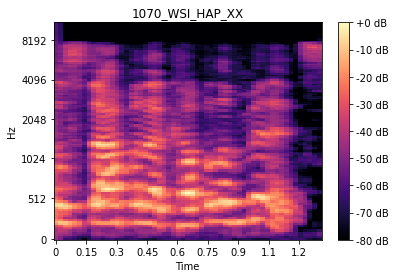 1070_WSI_HAP_XX
+0 dB
8192
-10 dB
4096
-20 dB
-30 dB
2048
Hz
-40 dB
1024
-50 dB
512
-60 dB
-70 dB
0
-80 dB
0 0.15 0.3 0.45 0.6 0.75 0.9 1.1 1.2
Time